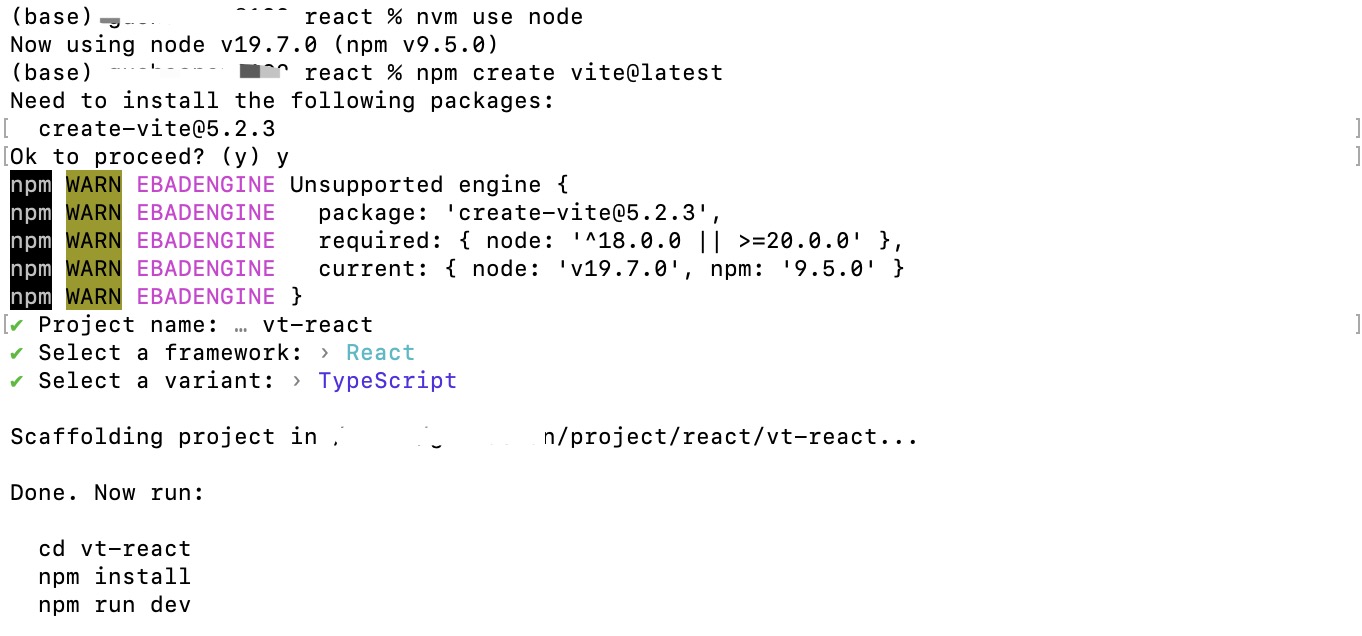 (base) react % nvm use node
Now using node v19.7.0 (npm v9.5.0)
(base) react % npm create vite@latest
Need to install the following packages:
[  create-vite@5.2.3 ]
[Ok to proceed? (y) y ]
npm WARN EBADENGINE Unsupported engine {
npm WARN EBADENGINE   package: 'create-vite@5.2.3',
npm WARN EBADENGINE   required: { node: '^18.0.0 || >=20.0.0' },
npm WARN EBADENGINE   current: { node: 'v19.7.0', npm: '9.5.0' }
npm WARN EBADENGINE }
[✔ Project name: … vt-react ]
✔ Select a framework: › React
✔ Select a variant: › TypeScript
Scaffolding project in n/project/react/vt-react...
Done. Now run:
  cd vt-react
  npm install
  npm run dev